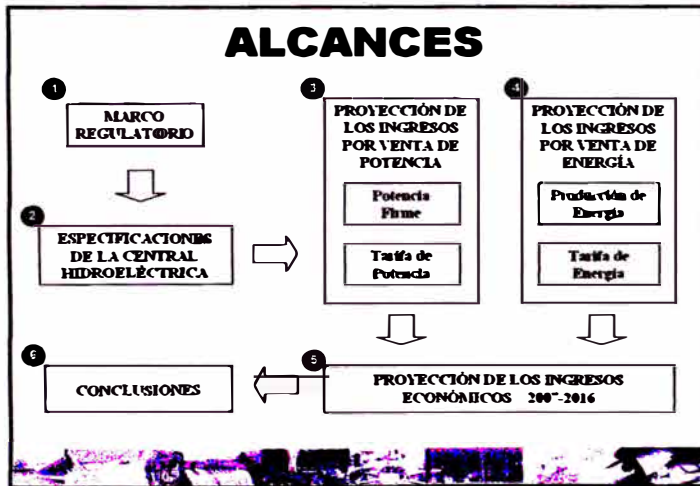 ALCANCES
1
MARCO
REGULATORIO
2
ESPECIFICACIONES
DE LA CENTRAL
HIDROELÉCTRICA
3
PROYECCIÓN DE
LOS INGRESOS
POR VENTA DE
POTENCIA
Potencia
Firme
Tarifa de
Potencia
4
PROYECCIÓN DE
LOS INGRESOS
POR VENTA DE
ENERGÍA
Producción de
Energía
Tarifa de
Energía
5
PROYECCIÓN DE LOS INGRESOS
ECONÓMICOS 2007-2016
6
CONCLUSIONES